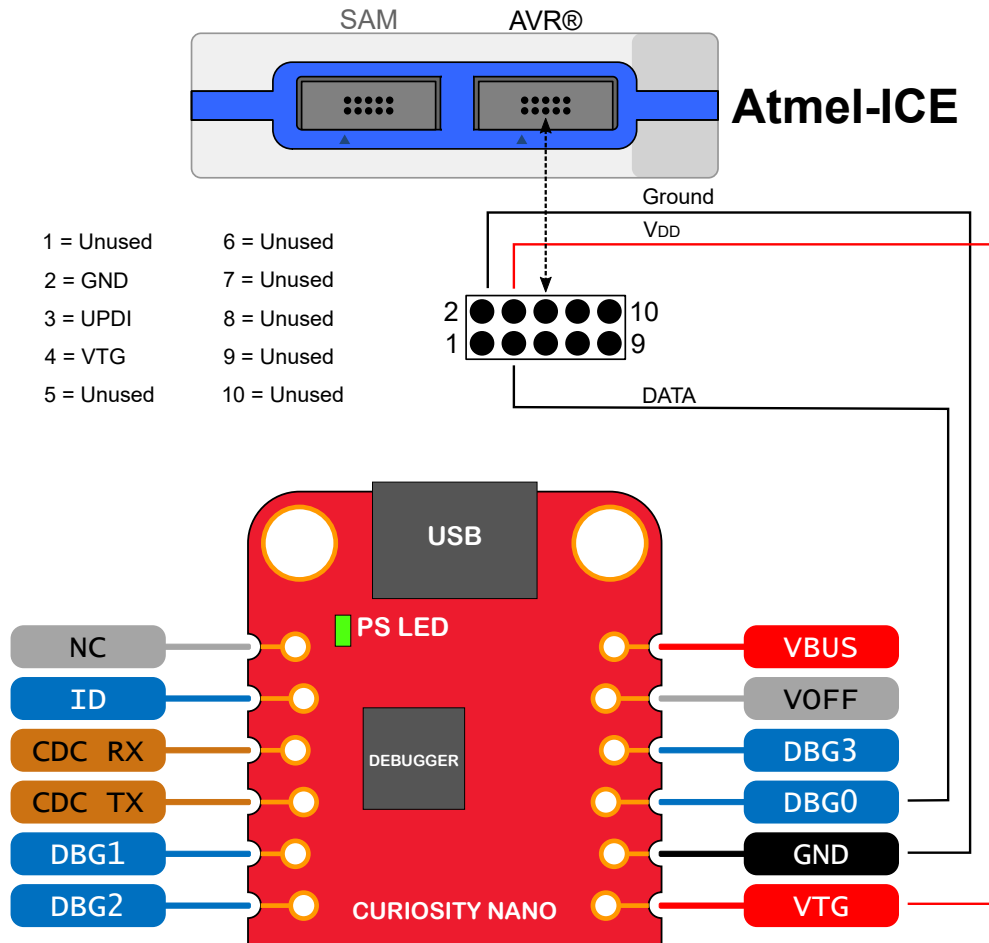 SAM
AVR®
Atmel-ICE
Ground
VDD
1 = Unused
6 = Unused
2 = GND
7 = Unused
3 = UPDI
8 = Unused
4 = VTG
9 = Unused
5 = Unused
10 = Unused
2
10
1
9
DATA
USB
PS LED
NC
VBUS
ID
VOFF
CDC RX
DEBUGGER
DBG3
CDC TX
DBG0
DBG1
GND
DBG2
CURIOSITY NANO
VTG